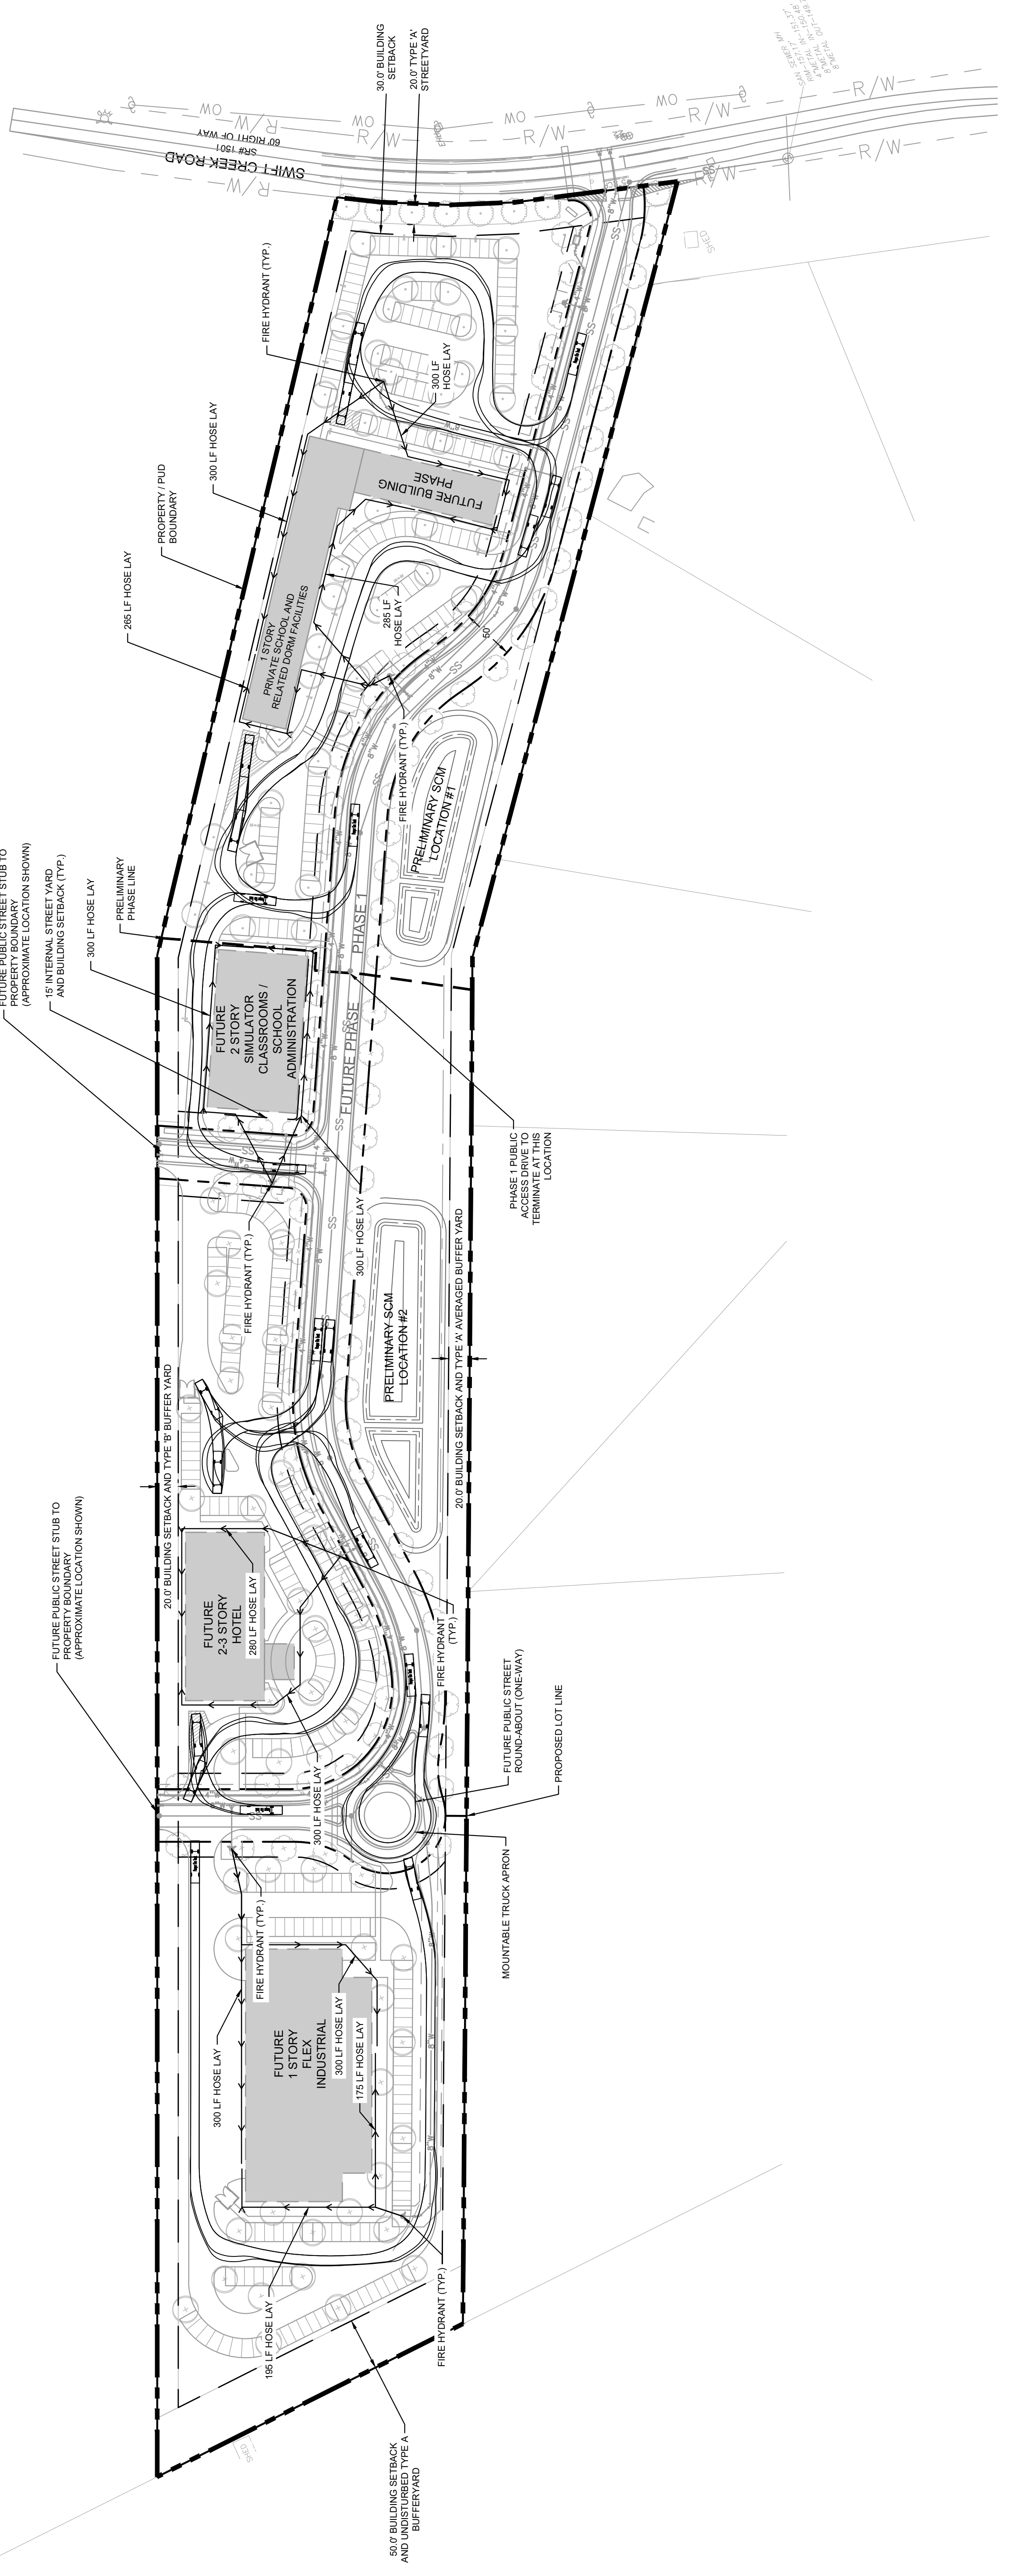 SAN SEWER MH
30.0' BUILDING
SETBACK
20.0' TYPE 'A'
STREETYARD
R/W
OW
OW
OW
R/W
R/W
R/W
R/W
R/W
R/W
60' RIGHT OF WAY
SR# 1501
SWIFT CREEK ROAD
SHED
FIRE HYDRANT (TYP.)
300 LF
HOSE LAY
300 LF HOSE LAY
PROPERTY / PUD
BOUNDARY
265 LF HOSE LAY
FUTURE BUILDING
PHASE
1 STORY
PRIVATE SCHOOL AND
RELATED DORM FACILITIES
285 LF
HOSE LAY
50'
FIRE HYDRANT (TYP.)
PRELIMINARY SCM
LOCATION #1
FUTURE PUBLIC STREET STUB TO
PROPERTY BOUNDARY
(APPROXIMATE LOCATION SHOWN)
15' INTERNAL STREET YARD
AND BUILDING SETBACK (TYP.)
300 LF HOSE LAY
PRELIMINARY
PHASE LINE
FUTURE
2 STORY
SIMULATOR
CLASSROOMS /
SCHOOL
ADMINISTRATION
PHASE 1
FUTURE PHASE
PHASE 1 PUBLIC
ACCESS DRIVE TO
TERMINATE AT THIS
LOCATION
FIRE HYDRANT (TYP.)
300 LF HOSE LAY
PRELIMINARY SCM
LOCATION #2
20.0' BUILDING SETBACK AND TYPE 'B' BUFFER YARD
20.0' BUILDING SETBACK AND TYPE 'A' AVERAGED BUFFER YARD
FUTURE PUBLIC STREET STUB TO
PROPERTY BOUNDARY
(APPROXIMATE LOCATION SHOWN)
FUTURE
2-3 STORY
HOTEL
280 LF HOSE LAY
FIRE HYDRANT
(TYP.)
300 LF HOSE LAY
FUTURE PUBLIC STREET
ROUND-ABOUT (ONE-WAY)
PROPOSED LOT LINE
MOUNTABLE TRUCK APRON
FIRE HYDRANT (TYP.)
300 LF HOSE LAY
FUTURE
1 STORY
FLEX
INDUSTRIAL
300 LF HOSE LAY
175 LF HOSE LAY
195 LF HOSE LAY
FIRE HYDRANT (TYP.)
SHED
50.0' BUILDING SETBACK
AND UNDISTURBED TYPE A
BUFFERYARD